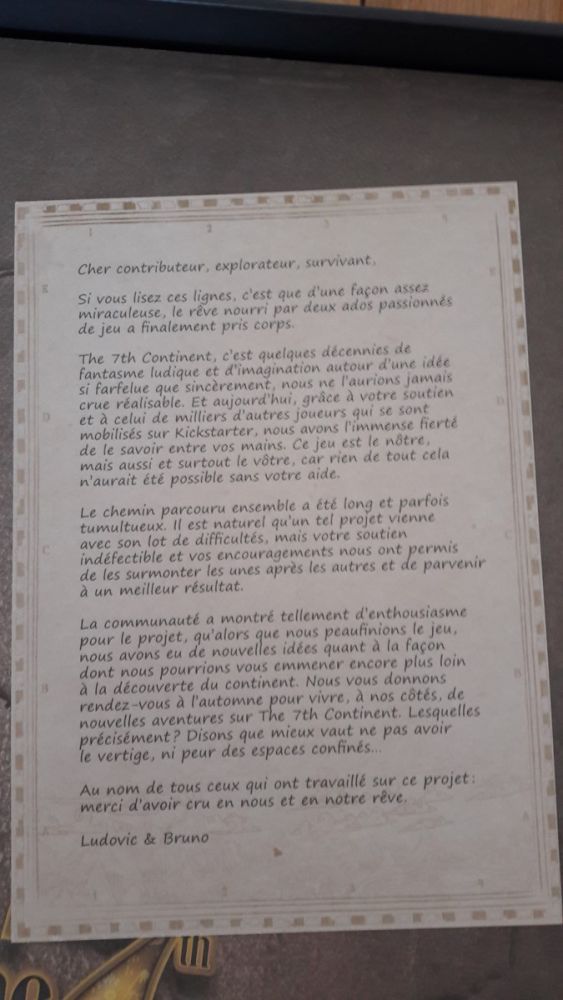 Cher contributeur, explorateur, survivant,
Si vous lisez ces lignes, c'est que d'une façon assez
miraculeuse, le rêve nourri par deux ados passionnés
de jeu a finalement pris corps.
The 7th Continent, c'est quelques décennies de
fantasme ludique et d'imagination autour d'une idée
si farfelue que sincèrement, nous ne l'aurions jamais
crue réalisable. Et aujourd'hui, grâce à votre soutien
et à celui de milliers d'autres joueurs qui se sont
mobilisés sur Kickstarter, nous avons l'immense fierté
de le savoir entre vos mains. Ce jeu est le nôtre,
mais aussi et surtout le vôtre, car rien de tout cela
n'aurait été possible sans votre aide.
Le chemin parcouru ensemble a été long et parfois
tumultueux. Il est naturel qu'un tel projet vienne
avec son lot de difficultés, mais votre soutien
indéfectible et vos encouragements nous ont permis
de les surmonter les unes après les autres et de parvenir
à un meilleur résultat.
La communauté a montré tellement d'enthousiasme
pour le projet, qu'alors que nous peaufinions le jeu,
nous avons eu de nouvelles idées quant à la façon
dont nous pourrions vous emmener encore plus loin
à la découverte du continent. Nous vous donnons
rendez-vous à l'automne pour vivre, à nos côtés, de
nouvelles aventures sur The 7th Continent. Lesquelles
précisément? Disons que mieux vaut ne pas avoir
le vertige, ni peur des espaces confinés...
Au nom de tous ceux qui ont travaillé sur ce projet:
merci d'avoir cru en nous et en notre rêve.
Ludovic & Bruno
th